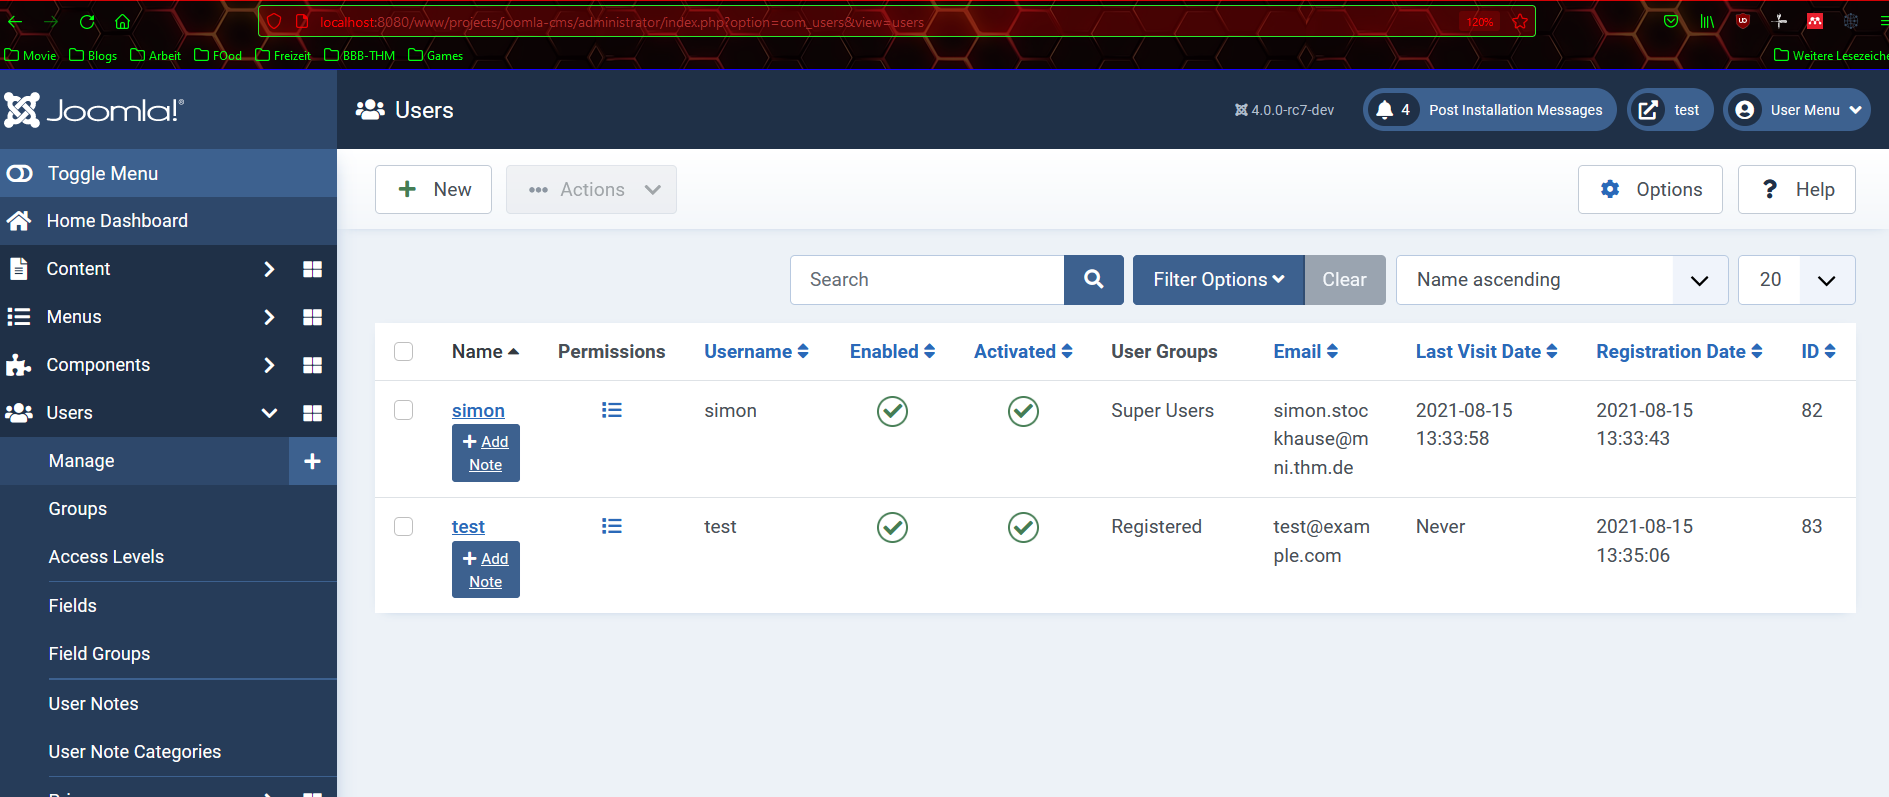 localhost:8080/www/projects/joomla-cms/administrator/index.php?option=com_users&view=users
120%
Movie Blogs Arbeit FOod Freizeit BBB-THM Games
Weitere Lesezeiche
Joomla!®
Users
4.0.0-rc7-dev
4 Post Installation Messages
test
User Menu
Toggle Menu
Home Dashboard
Content
Menus
Components
Users
Manage
Groups
Access Levels
Fields
Field Groups
User Notes
User Note Categories
New
Actions
Options
Help
Search
Filter Options
Clear
Name ascending
20
Name Permissions Username Enabled Activated User Groups Email Last Visit Date Registration Date ID
simon
Add
Note
simon
Super Users
simon.stoc
khause@m
ni.thm.de
2021-08-15
13:33:58
2021-08-15
13:33:43
82
test
Add
Note
test
Registered
test@exam
ple.com
Never
2021-08-15
13:35:06
83